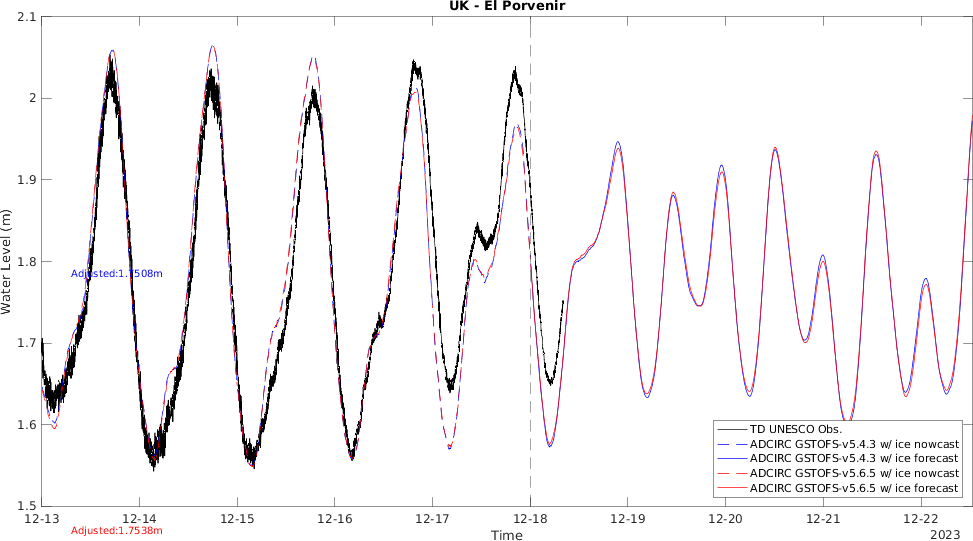 UK - El Porvenir
2.1
2
1.9
1.8
1.7
1.6
1.5
Water Level (m)
Adjusted:1.7508m
Adjusted:1.7538m
TD UNESCO Obs.
ADCIRC GSTOFS-v5.4.3 w/ ice nowcast
ADCIRC GSTOFS-v5.4.3 w/ ice forecast
ADCIRC GSTOFS-v5.6.5 w/ ice nowcast
ADCIRC GSTOFS-v5.6.5 w/ ice forecast
12-13 12-14 12-15 12-16 12-17 12-18 12-19 12-20 12-21 12-22
Time
2023